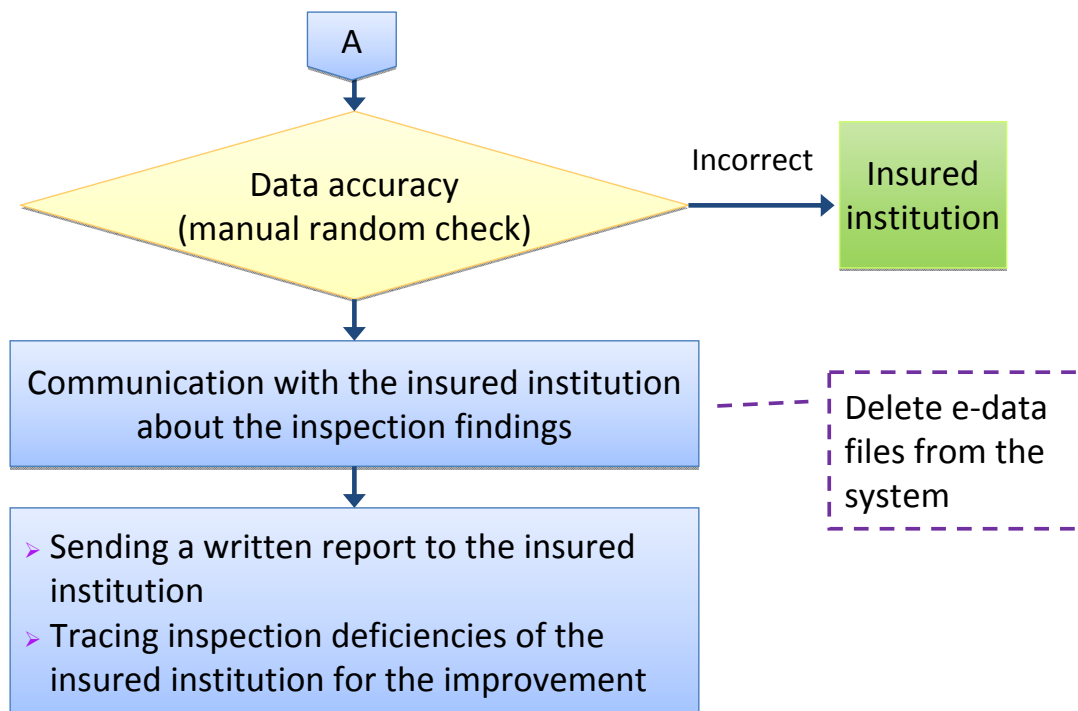 A
Data accuracy
(manual random check)
Incorrect
Insured
institution
Communication with the insured institution
about the inspection findings
Delete e-data
files from the
system
Sending a written report to the insured
institution
Tracing inspection deficiencies of the
insured institution for the improvement